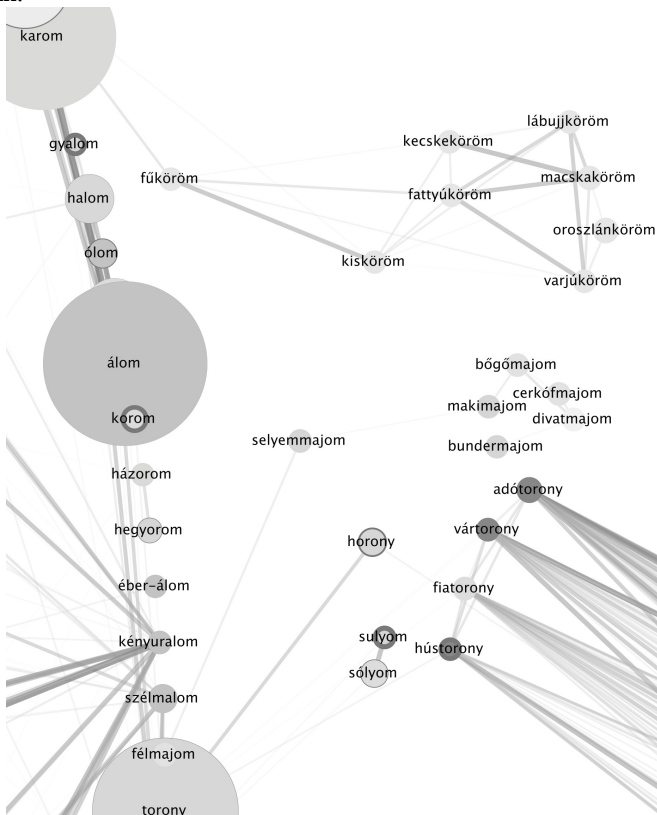 karom
gyalom
lábujjköröm
kecskeköröm
fűköröm
macskaköröm
halom
fattyúköröm
oroszlánköröm
ólom
kisköröm
varjúköröm
álom
bőgőmajom
cerkófmajom
makimajom
korom
divatmajom
selyemmajom
bundermajom
házorom
adótorony
hegyorom
vártorony
horony
éber-álom
fiatorony
kényuralom
sulyom
hústorony
sólyom
szélmalom
félmajom
torony